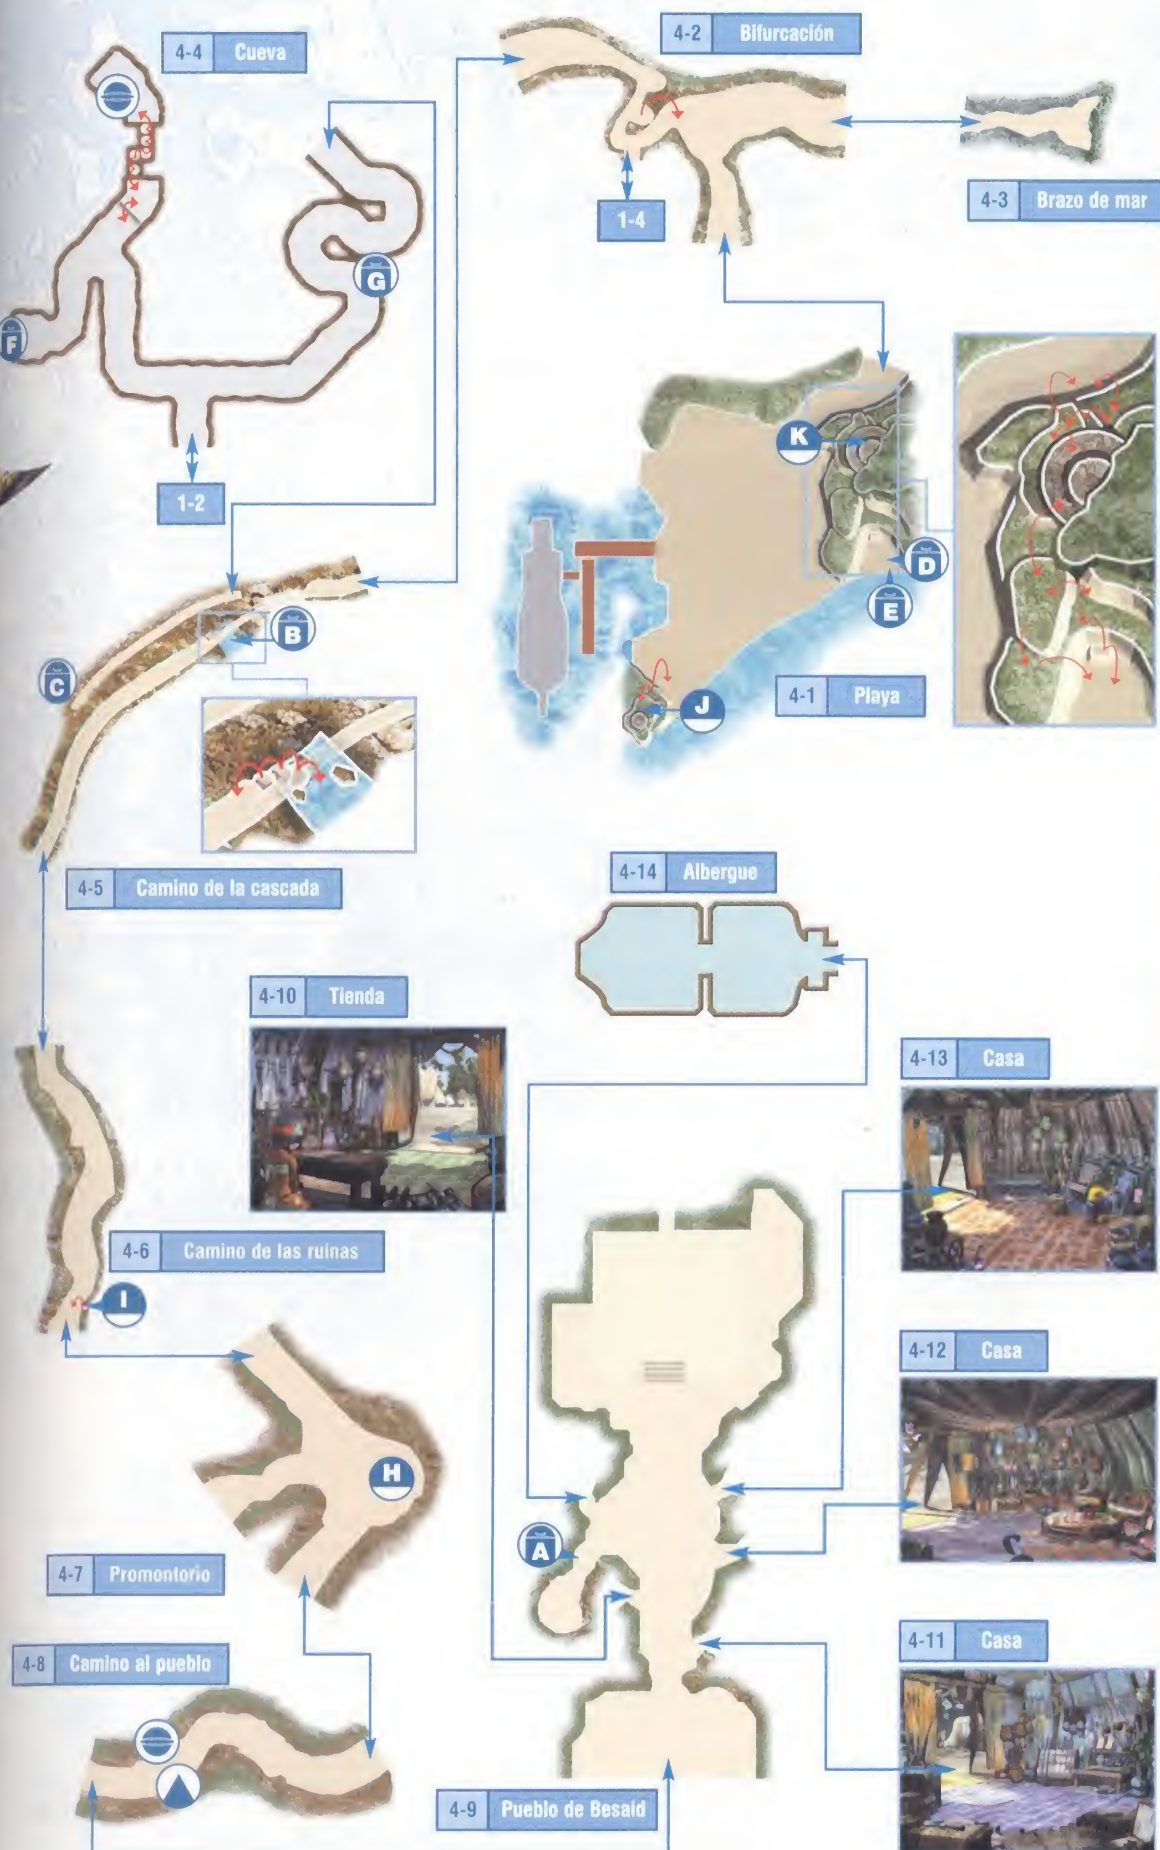 4-4 Cueva
4-2 Bifurcación
4-3 Brazo de mar
1-4
G
F
1-2
K
D
E
B
C
J
4-1 Playa
4-5 Camino de la cascada
4-14 Albergue
4-10 Tienda
4-13 Casa
4-6 Camino de las ruinas
I
4-12 Casa
H
A
4-7 Promontorio
4-11 Casa
4-8 Camino al pueblo
4-9 Pueblo de Besaid